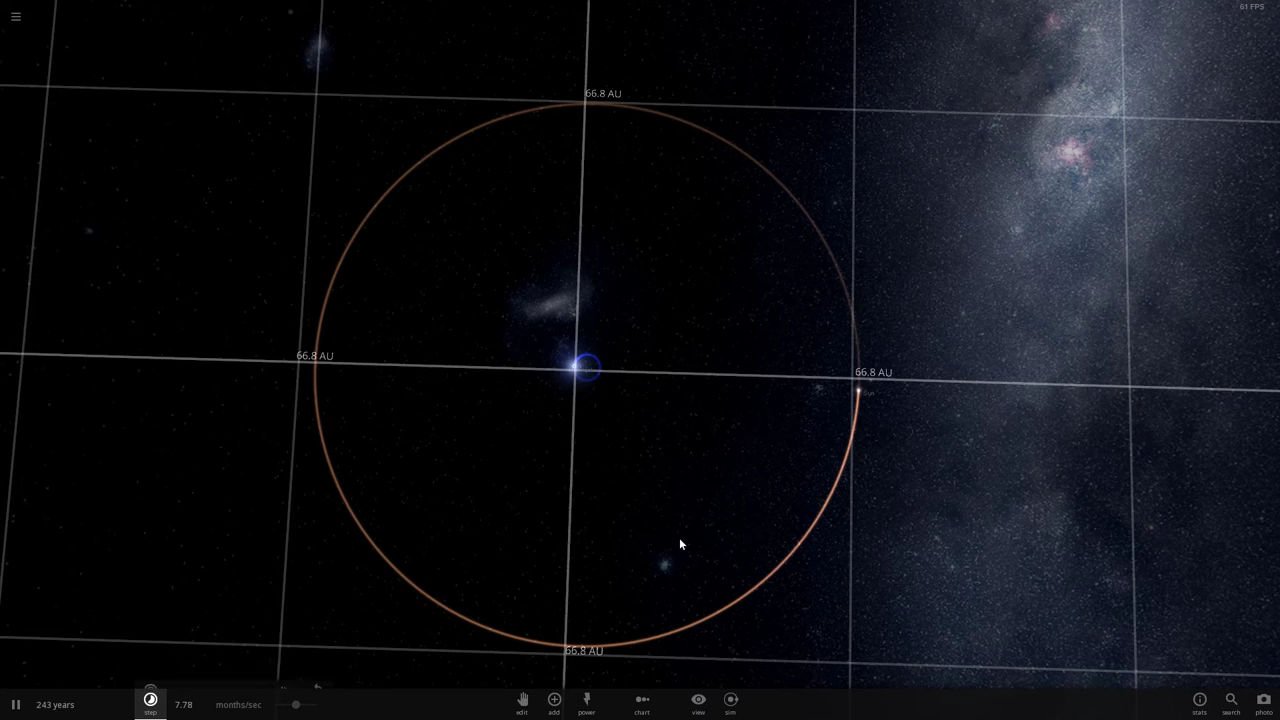 61 FPS
66.8 AU
66.8 AU
66.8 AU
Sun
66.8 AU
243 years
step
7.78
months/sec
edit
add
power
chart
view
sim
stats
search
photo